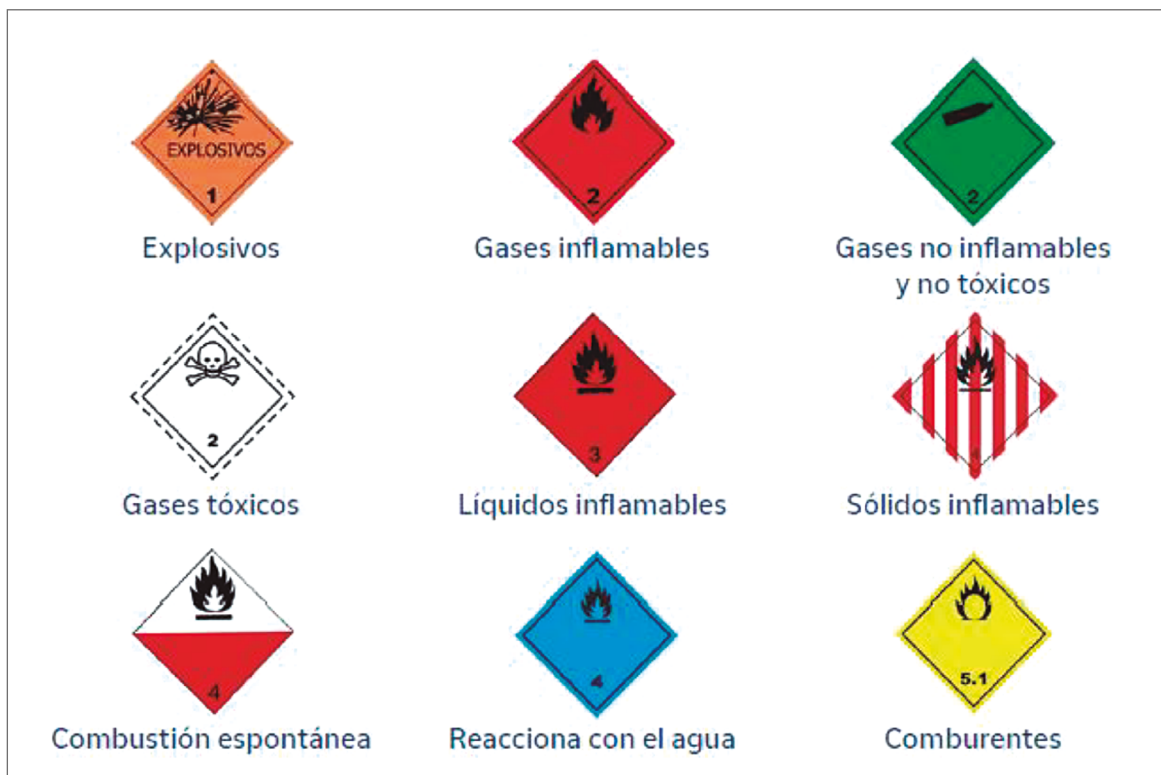 EXPLOSIVOS
1
2
2
Explosivos
Gases inflamables
Gases no inflamables
y no tóxicos
2
3
4
Gases tóxicos
Líquidos inflamables
Sólidos inflamables
4
4
5.1
Combustión espontánea
Reacciona con el agua
Comburentes